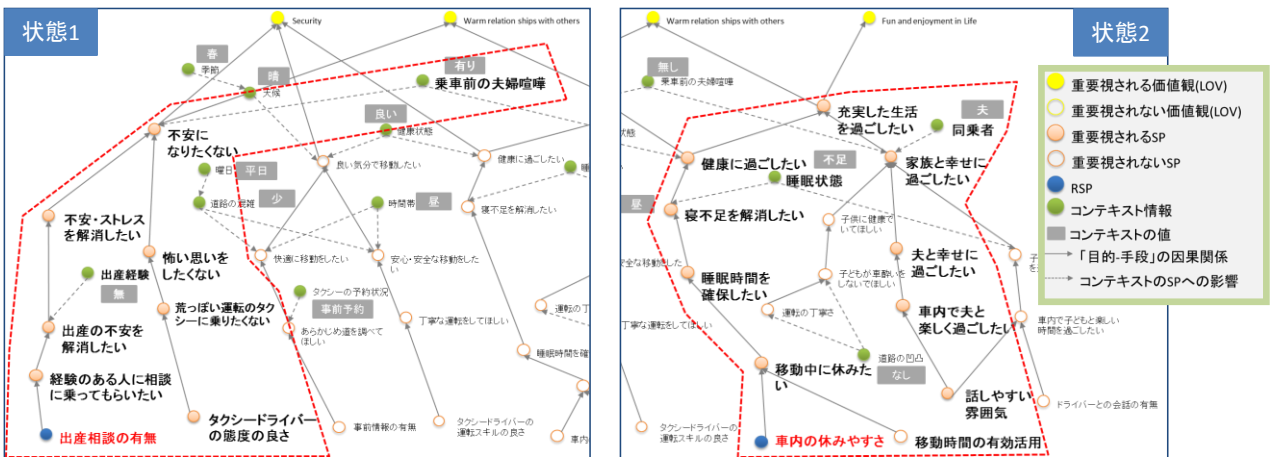 状態1
Security
Warm relation ships with others
春
季節
晴
天候
有り
乗車前の夫婦喧嘩
良い
健康状態
不安に
なりたくない
良い気分で移動したい
健康に過ごしたい
曜日
平日
睡
道路の混雑
少
時間帯
昼
寝不足を解消したい
不安・ストレス
を解消したい
怖い思いを
したくない
快適に移動をしたい
安心・安全な移動をした
い
出産経験
無
タクシーの予約状況
事前予約
荒っぽい運転のタク
シーに乗りたくない
あらかじめ道を調べて
ほしい
丁寧な運転をしてほしい
運転の丁
出産の不安を
解消したい
睡眠時間を確
経験のある人に相談
に乗ってもらいたい
タクシードライバー
の態度の良さ
出産相談の有無
事前情報の有無
タクシードライバーの
運転スキルの良さ
車内の
状態2
Warm relation ships with others
Fun and enjoyment in Life
無し
乗車前の夫婦喧嘩
充実した生活
を過ごしたい
夫
同乗者
状態
健康に過ごしたい
不足
睡眠状態
家族と幸せに
過ごしたい
昼
寝不足を解消したい
子供に健康で
いてほしい
安全な移動をした
夫と幸せに
過ごしたい
睡眠時間を
確保したい
子どもが車酔いを
しないでほしい
運転の丁寧さ
車内で夫と
楽しく過ごしたい
丁寧な運転をしてほしい
車内で子どもと楽しい
時間を過ごしたい
道路の凹凸
なし
移動中に休みた
い
話しやすい
雰囲気
ドライバーとの会話の有無
タクシードライバーの
運転スキルの良さ
車内の休みやすさ
移動時間の有効活用
重要視される価値観(LOV)
重要視されない価値観(LOV)
重要視されるSP
重要視されないSP
RSP
コンテキスト情報
コンテキストの値
「目的-手段」の因果関係
コンテキストのSPへの影響